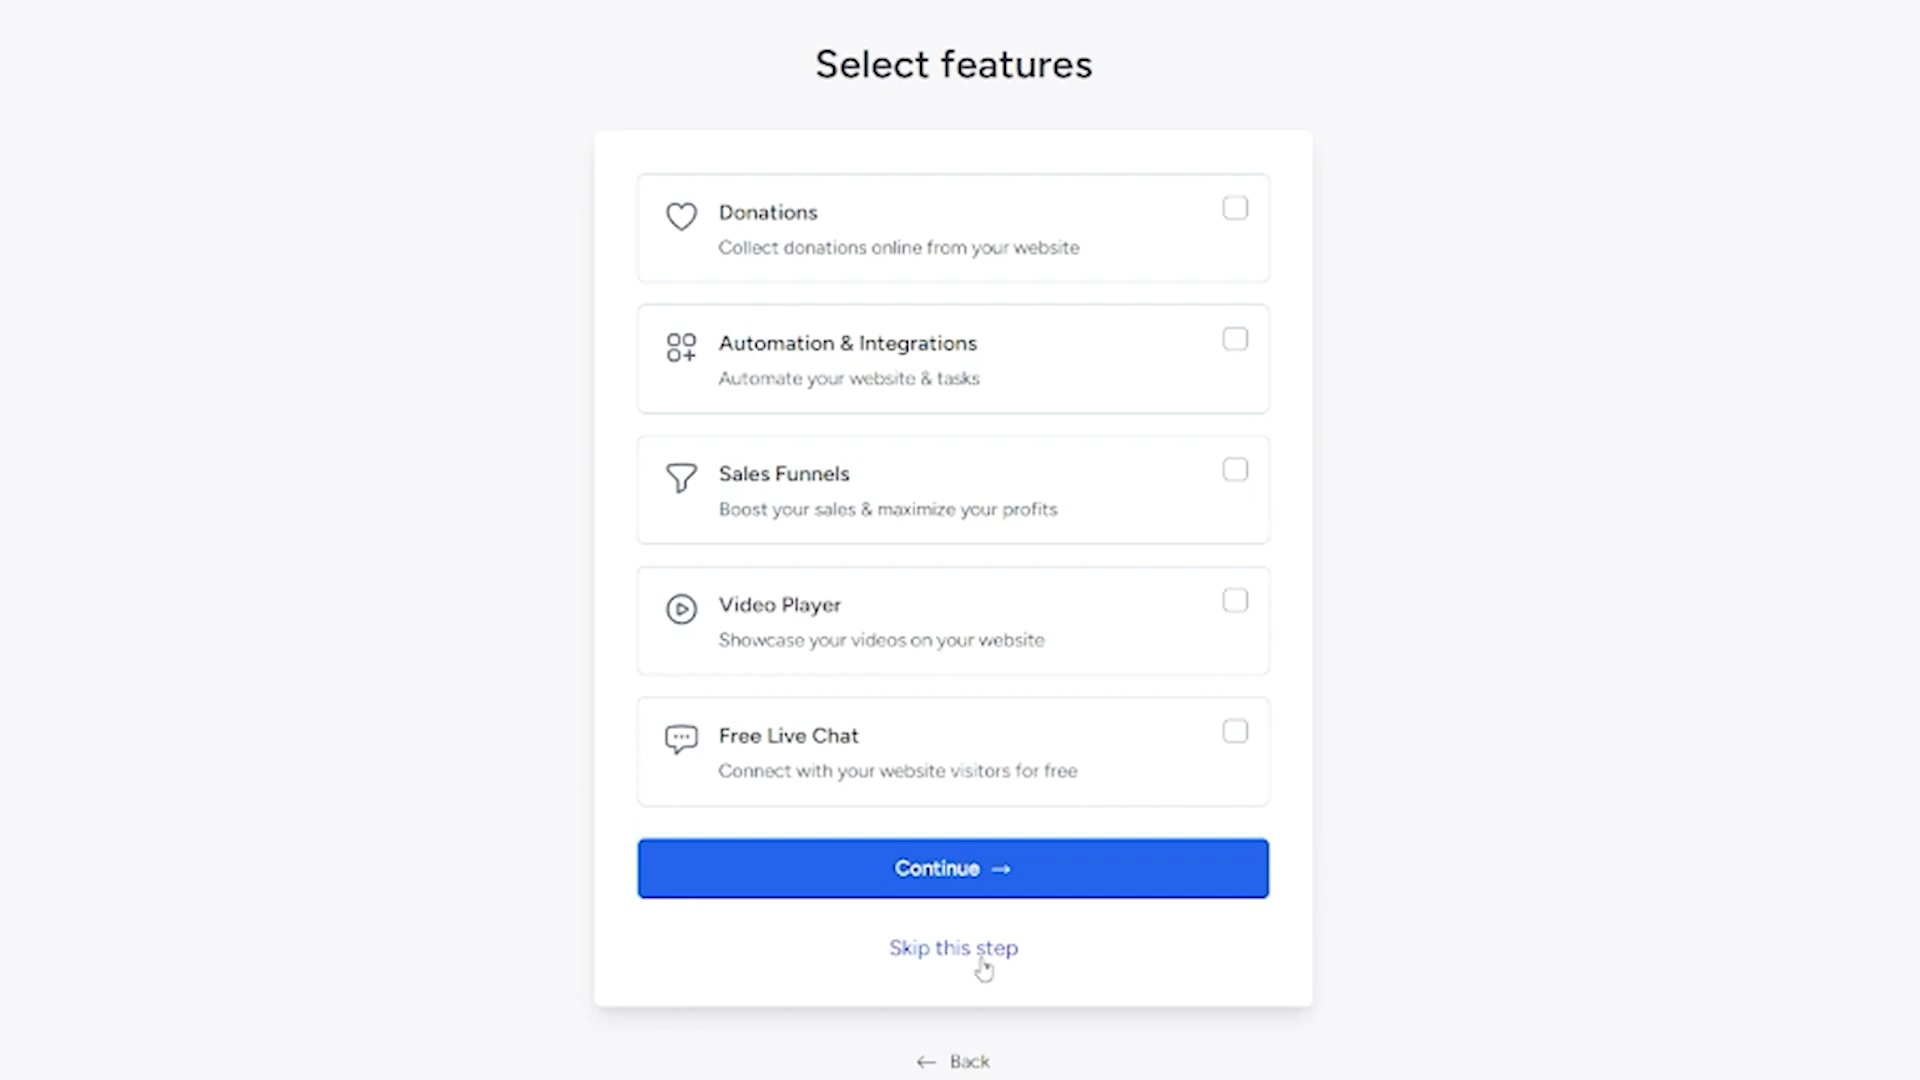 Select features
Donations
Collect donations online from your website
Automation & Integrations
Automate your website & tasks
Sales Funnels
Boost your sales & maximize your profits
Video Player
Showcase your videos on your website
Free Live Chat
Connect with your website visitors for free
Continue →
Skip this step
← Back